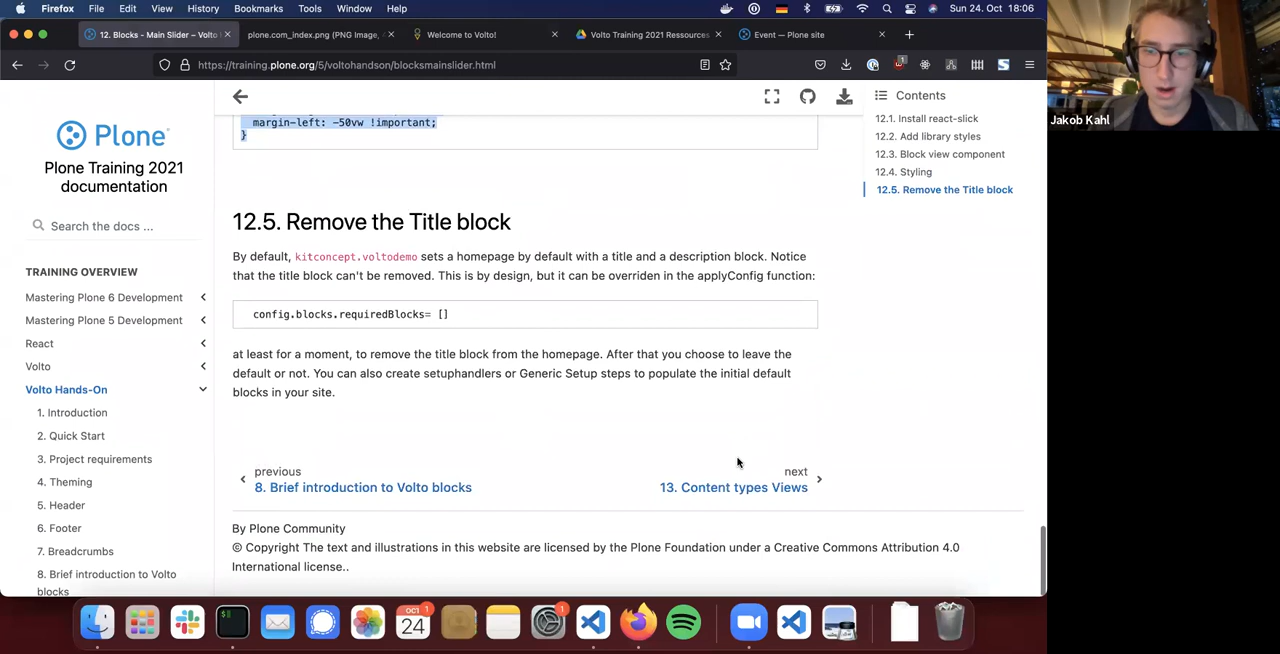 Firefox File Edit View History Bookmarks Tools Window Help Sun 24. Oct 18:06
12. Blocks - Main Slider – Volto
plone.com_index.png (PNG Image,
Welcome to Volto!
Volto Training 2021 Ressources
Event — Plone site
https://training.plone.org/5/voltohandson/blocksmainslider.html
Jakob Kahl
Plone
Plone Training 2021
documentation
Search the docs ...
TRAINING OVERVIEW
Mastering Plone 6 Development
Mastering Plone 5 Development
React
Volto
Volto Hands-On
1. Introduction
2. Quick Start
3. Project requirements
4. Theming
5. Header
6. Footer
7. Breadcrumbs
8. Brief introduction to Volto
blocks
margin-left: -50vw !important;
}
12.5. Remove the Title block
By default, kitconcept.voltodemo sets a homepage by default with a title and a description block. Notice
that the title block can't be removed. This is by design, but it can be overriden in the applyConfig function:
config.blocks.requiredBlocks= []
at least for a moment, to remove the title block from the homepage. After that you choose to leave the
default or not. You can also create setuphandlers or Generic Setup steps to populate the initial default
blocks in your site.
previous
8. Brief introduction to Volto blocks
next
13. Content types Views
By Plone Community
© Copyright The text and illustrations in this website are licensed by the Plone Foundation under a Creative Commons Attribution 4.0
International license..
Contents
12.1. Install react-slick
12.2. Add library styles
12.3. Block view component
12.4. Styling
12.5. Remove the Title block
OCT
24
1
1